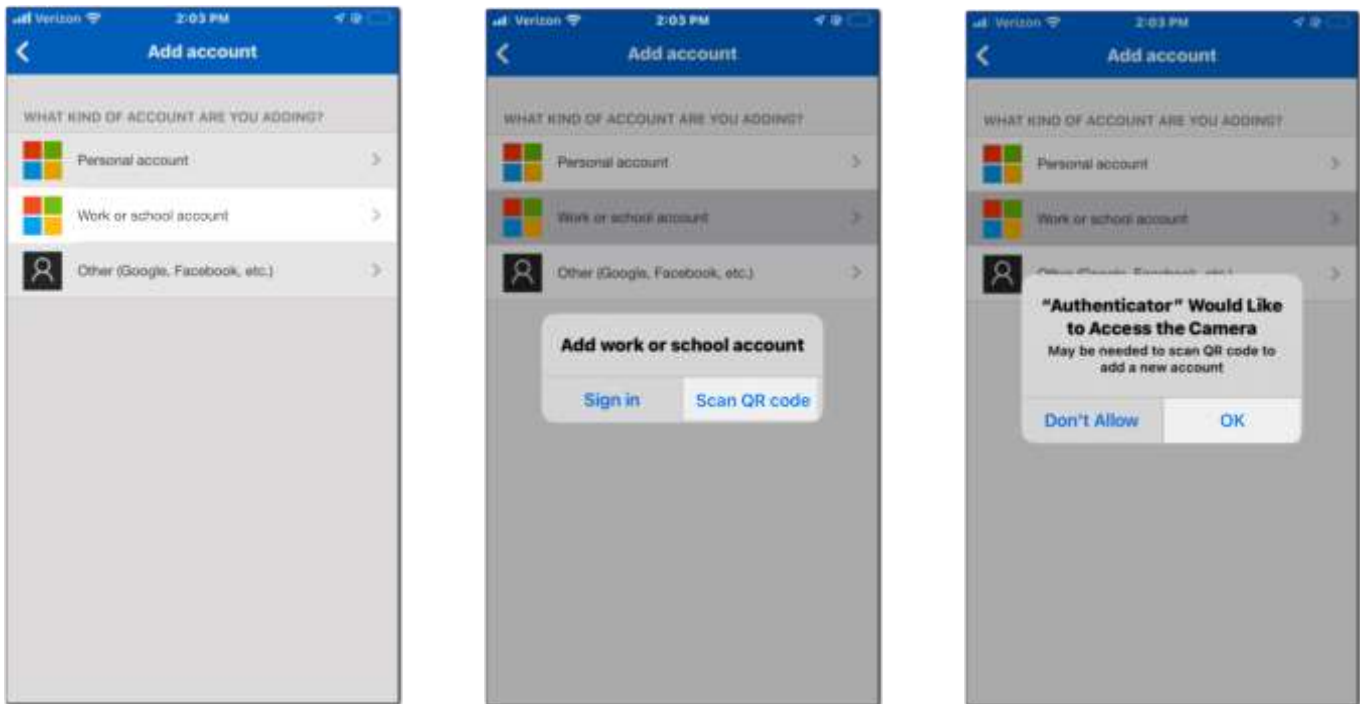 Verizon 2:03 PM
Add account
WHAT KIND OF ACCOUNT ARE YOU ADDING?
Personal account
Work or school account
Other (Google, Facebook, etc.)
Verizon 2:03 PM
Add account
WHAT KIND OF ACCOUNT ARE YOU ADDING?
Personal account
Work or school account
Other (Google, Facebook, etc.)
Add work or school account
Sign in Scan QR code
Verizon 2:03 PM
Add account
WHAT KIND OF ACCOUNT ARE YOU ADDING?
Personal account
Work or school account
Other (Google, Facebook, etc.)
"Authenticator" Would Like
to Access the Camera
May be needed to scan QR code to
add a new account
Don't Allow OK